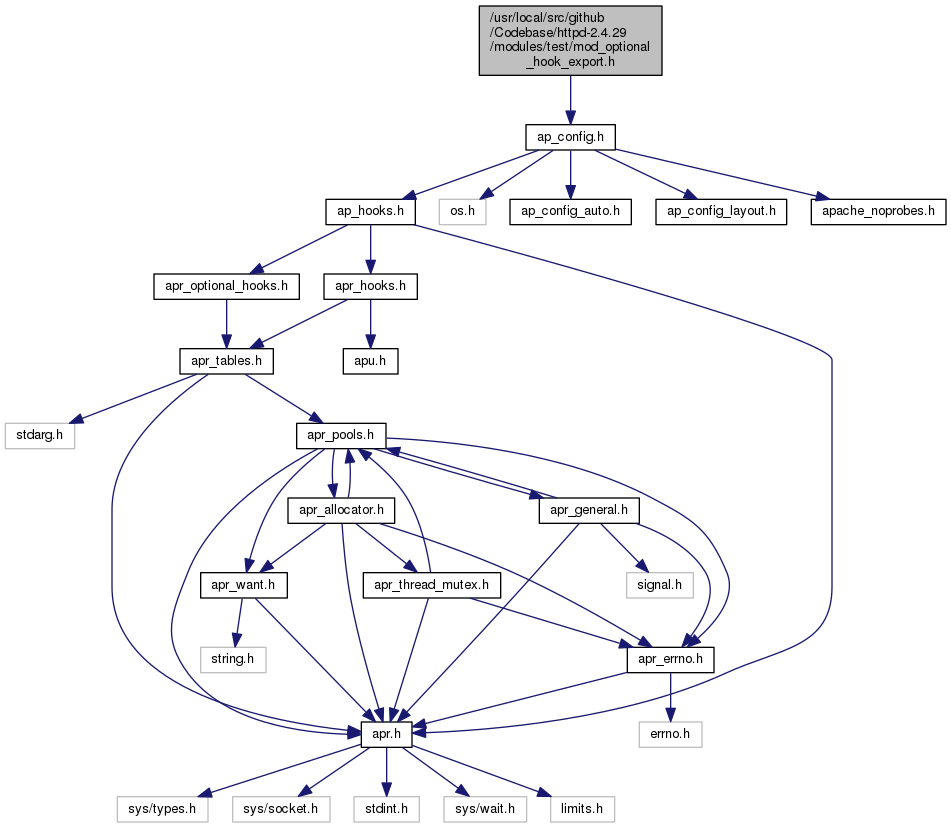 /usr/local/src/github
/Codebase/httpd-2.4.29
/modules/test/mod_optional
_hook_export.h
ap_config.h
ap_hooks.h
os.h
ap_config_auto.h
ap_config_layout.h
apache_noprobes.h
apr_optional_hooks.h
apr_hooks.h
apr_tables.h
apu.h
stdarg.h
apr_pools.h
apr_allocator.h
apr_general.h
apr_want.h
apr_thread_mutex.h
signal.h
string.h
apr_errno.h
apr.h
errno.h
sys/types.h
sys/socket.h
stdint.h
sys/wait.h
limits.h